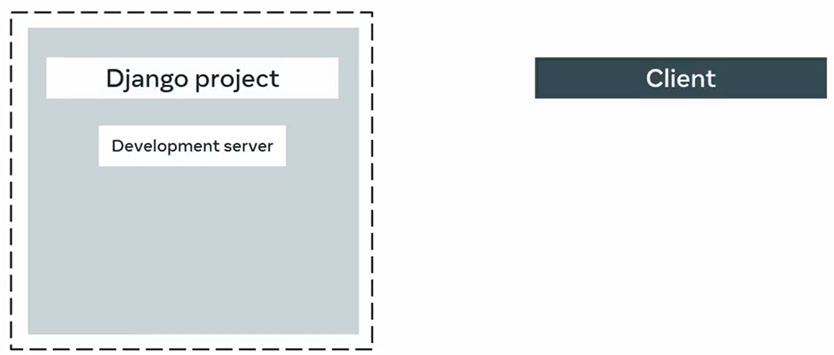 Django project
Client
Development server